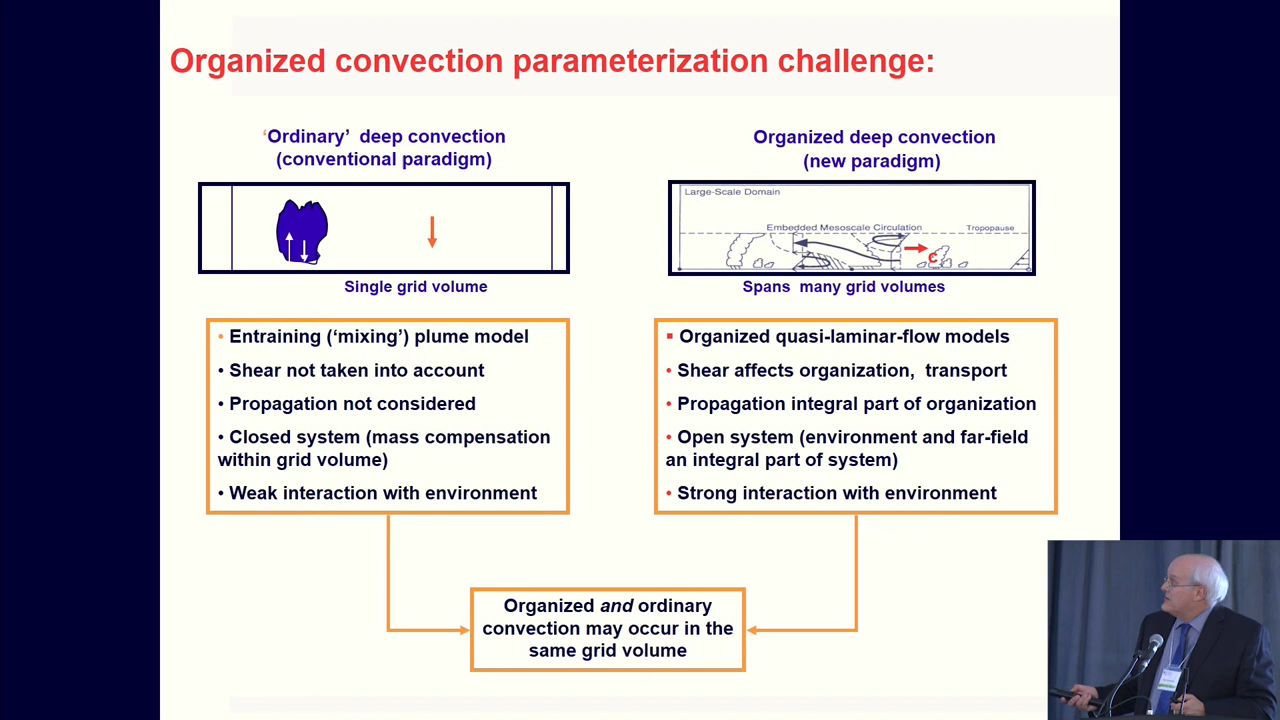 Organized convection parameterization challenge:
‘Ordinary’ deep convection
(conventional paradigm)
Single grid volume
• Entraining (‘mixing’) plume model
• Shear not taken into account
• Propagation not considered
• Closed system (mass compensation
within grid volume)
• Weak interaction with environment
Organized deep convection
(new paradigm)
Large-Scale Domain
Embedded Mesoscale Circulation
Tropopause
C
Spans many grid volumes
▪ Organized quasi-laminar-flow models
• Shear affects organization, transport
• Propagation integral part of organization
• Open system (environment and far-field
an integral part of system)
• Strong interaction with environment
Organized and ordinary
convection may occur in the
same grid volume